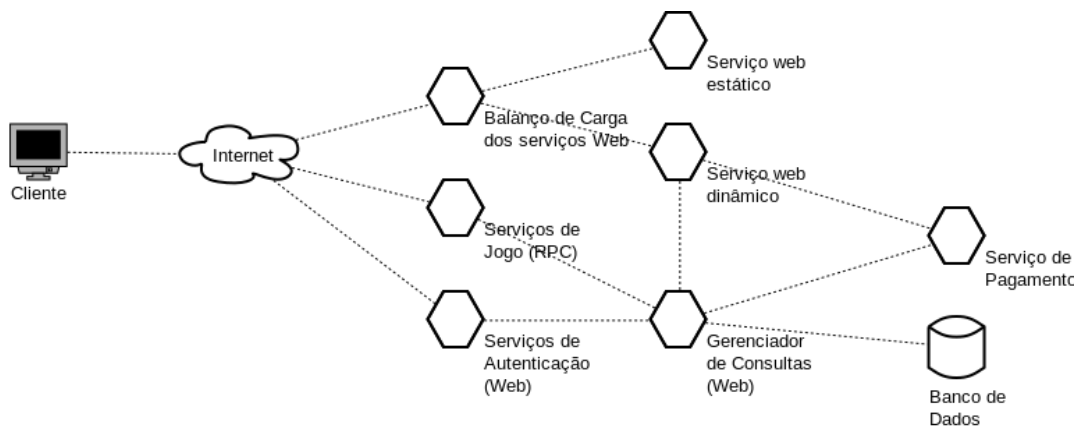 Serviço web
estático
Balanço de Carga
dos serviços Web
Internet
Cliente
Serviço web
dinâmico
Serviços de
Jogo (RPC)
Serviço de
Pagamento
Serviços de
Autenticação
(Web)
Gerenciador
de Consultas
(Web)
Banco de
Dados